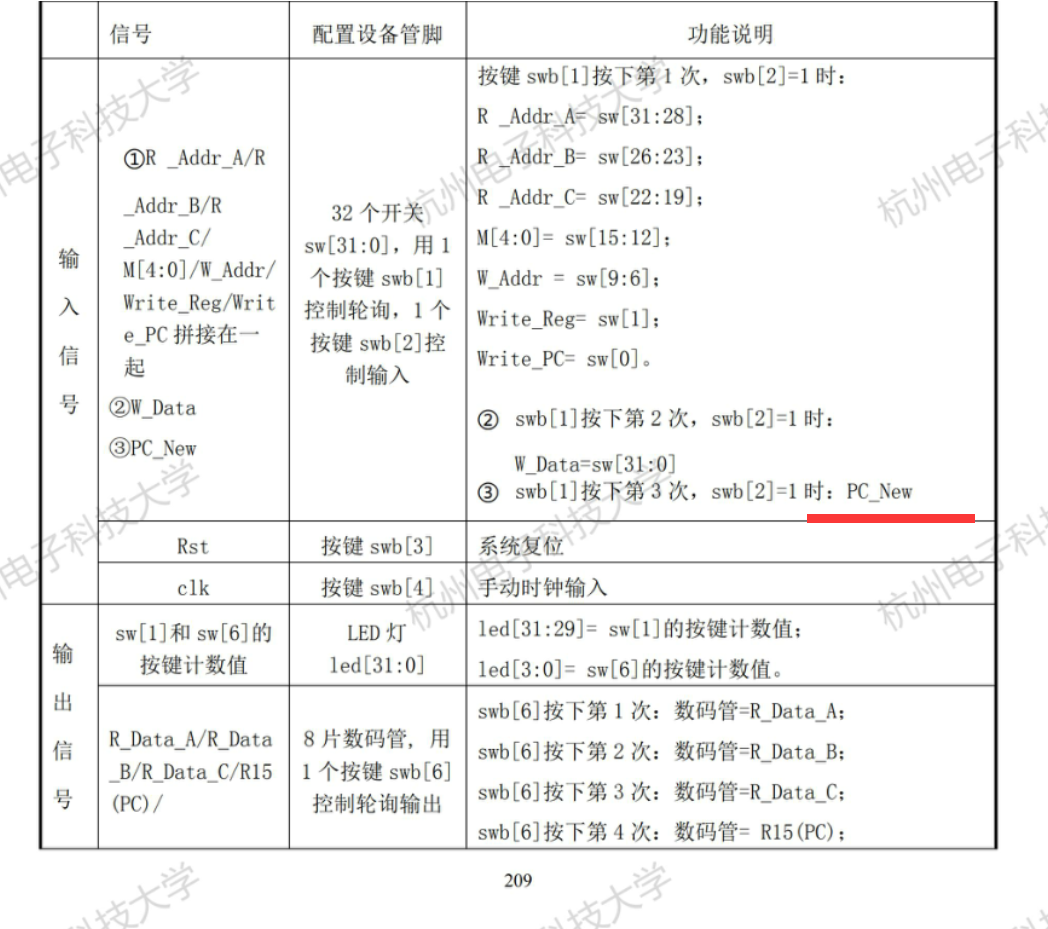 信号 配置设备管脚 功能说明
输入信号
①R _Addr_A/R
_Addr_B/R
_Addr_C/
M[4:0]/W_Addr/
Write_Reg/Writ
e_PC 拼接在一
起
②W_Data
③PC_New
32 个开关
sw[31:0]，用 1
个按键 swb[1]
控制轮询，1 个
按键 swb[2]控
制输入
按键 swb[1]按下第 1 次，swb[2]=1 时：
R _Addr_A= sw[31:28]；
R _Addr_B= sw[26:23]；
R _Addr_C= sw[22:19]；
M[4:0]= sw[15:12]；
W_Addr = sw[9:6]；
Write_Reg= sw[1]；
Write_PC= sw[0]。
② swb[1]按下第 2 次，swb[2]=1 时：
W_Data=sw[31:0]
③ swb[1]按下第 3 次，swb[2]=1 时：PC_New
Rst 按键 swb[3] 系统复位
clk 按键 swb[4] 手动时钟输入
输出信号
sw[1]和 sw[6]的
按键计数值
LED 灯
led[31:0]
led[31:29]= sw[1]的按键计数值；
led[3:0]= sw[6]的按键计数值。
R_Data_A/R_Data
_B/R_Data_C/R15
(PC)/
8 片数码管，用
1 个按键 swb[6]
控制轮询输出
swb[6]按下第 1 次：数码管=R_Data_A；
swb[6]按下第 2 次：数码管=R_Data_B；
swb[6]按下第 3 次：数码管=R_Data_C；
swb[6]按下第 4 次：数码管= R15(PC)；
209
杭州电子科技大学